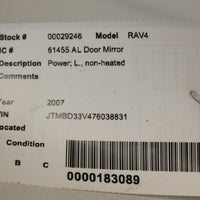 Stock # 00029246 Model RAV4
IC # 61455 AL Door Mirror
Description Power; L., non-heated
Comments
Year 2007
VIN JTMBD33V476038631
Located
Condition
B C
0000183089